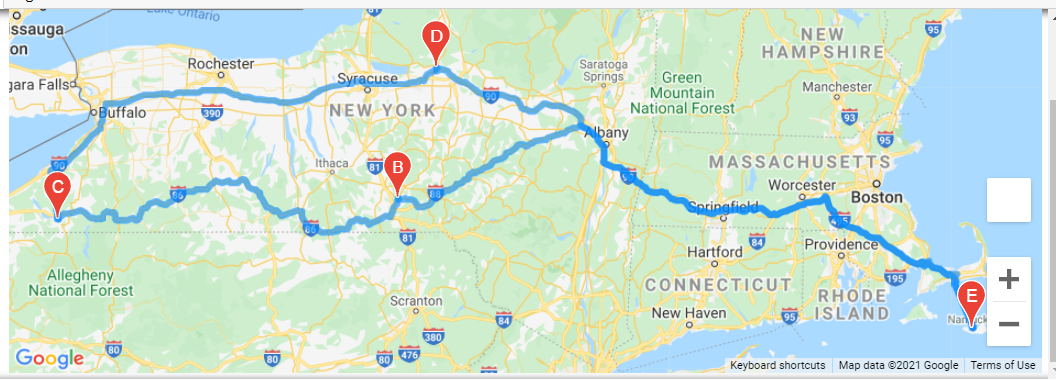 Lake Ontario
ssauga
on
D
NEW
HAMPSHIRE
95
81
Rochester
Syracuse
Saratoga
Springs
Green
Mountain
National Forest
Manchester
gara Falls
Buffalo
390
NEW YORK
90
93
Albany
95
90
Ithaca
81
B
MASSACHUSETTS
Worcester
Boston
C
86
88
Springfield
86
81
Hartford
84
Providence
195
Allegheny
National Forest
CONNECTICUT
RHODE
ISLAND
E
Scranton
New Haven
95
84
380
476
80
80
81
Google
Keyboard shortcuts
Map data ©2021 Google
Terms of Use
+
−